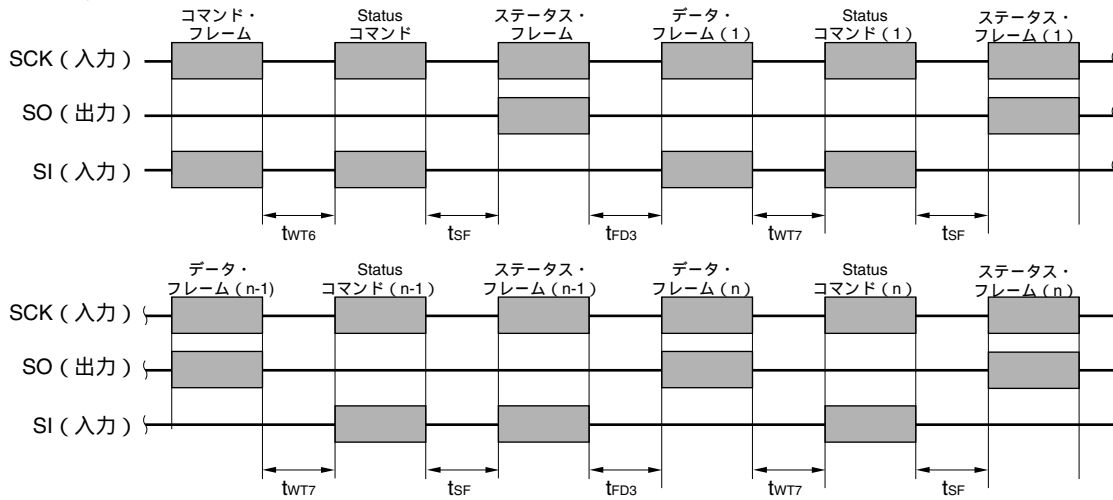 コマンド・
フレーム
Status
コマンド
ステータス・
フレーム
データ・
フレーム(1)
Status
コマンド(1)
ステータス・
フレーム(1)
SCK(入力)
SO(出力)
SI(入力)
tWT6
tSF
tFD3
tWT7
tSF
データ・
フレーム(n-1)
Status
コマンド(n-1)
ステータス・
フレーム(n-1)
データ・
フレーム(n)
Status
コマンド(n)
ステータス・
フレーム(n)
SCK(入力)
SO(出力)
SI(入力)
tWT7
tSF
tFD3
tWT7
tSF